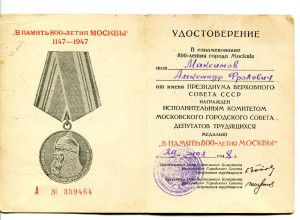 "В ПАМЯТЬ 800-ЛЕТИЯ МОСКВЫ"
1147–1947
А № 359464
УДОСТОВЕРЕНИЕ
В ознаменование
800-летия города Москвы
тов. Максимов
Александр Фролович
от имени ПРЕЗИДИУМА ВЕРХОВНОГО
СОВЕТА СССР
НАГРАЖДЕН
ИСПОЛНИТЕЛЬНЫМ КОМИТЕТОМ
МОСКОВСКОГО ГОРОДСКОГО СОВЕТА
ДЕПУТАТОВ ТРУДЯЩИХСЯ
МЕДАЛЬЮ
"В ПАМЯТЬ 800-ЛЕТИЯ МОСКВЫ"
мая 1948 г.